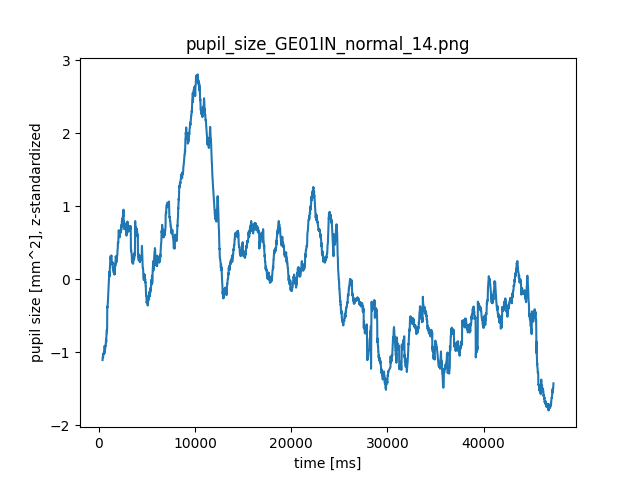 pupil_size_GE01IN_normal_14.png
3
2
1
0
−1
−2
pupil size [mm^2], z-standardized
0 10000 20000 30000 40000
time [ms]